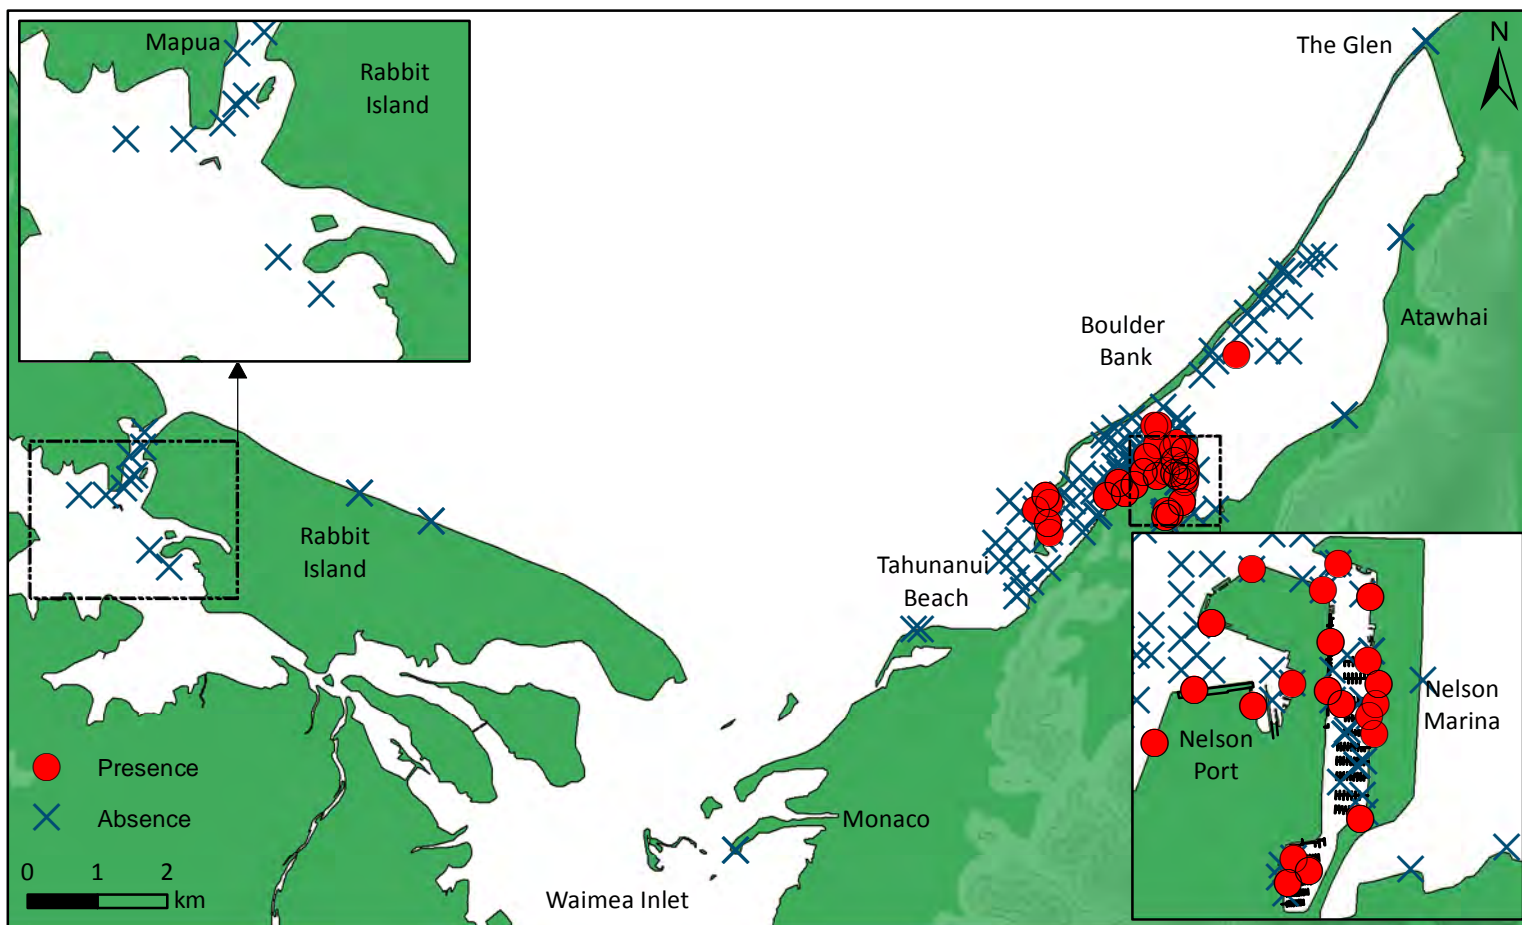 Mapua
Rabbit
Island
The Glen
N
Boulder
Bank
Atawhai
Rabbit
Island
Tahunanui
Beach
Nelson
Marina
Nelson
Port
Presence
Absence
Monaco
0 1 2
km
Waimea Inlet